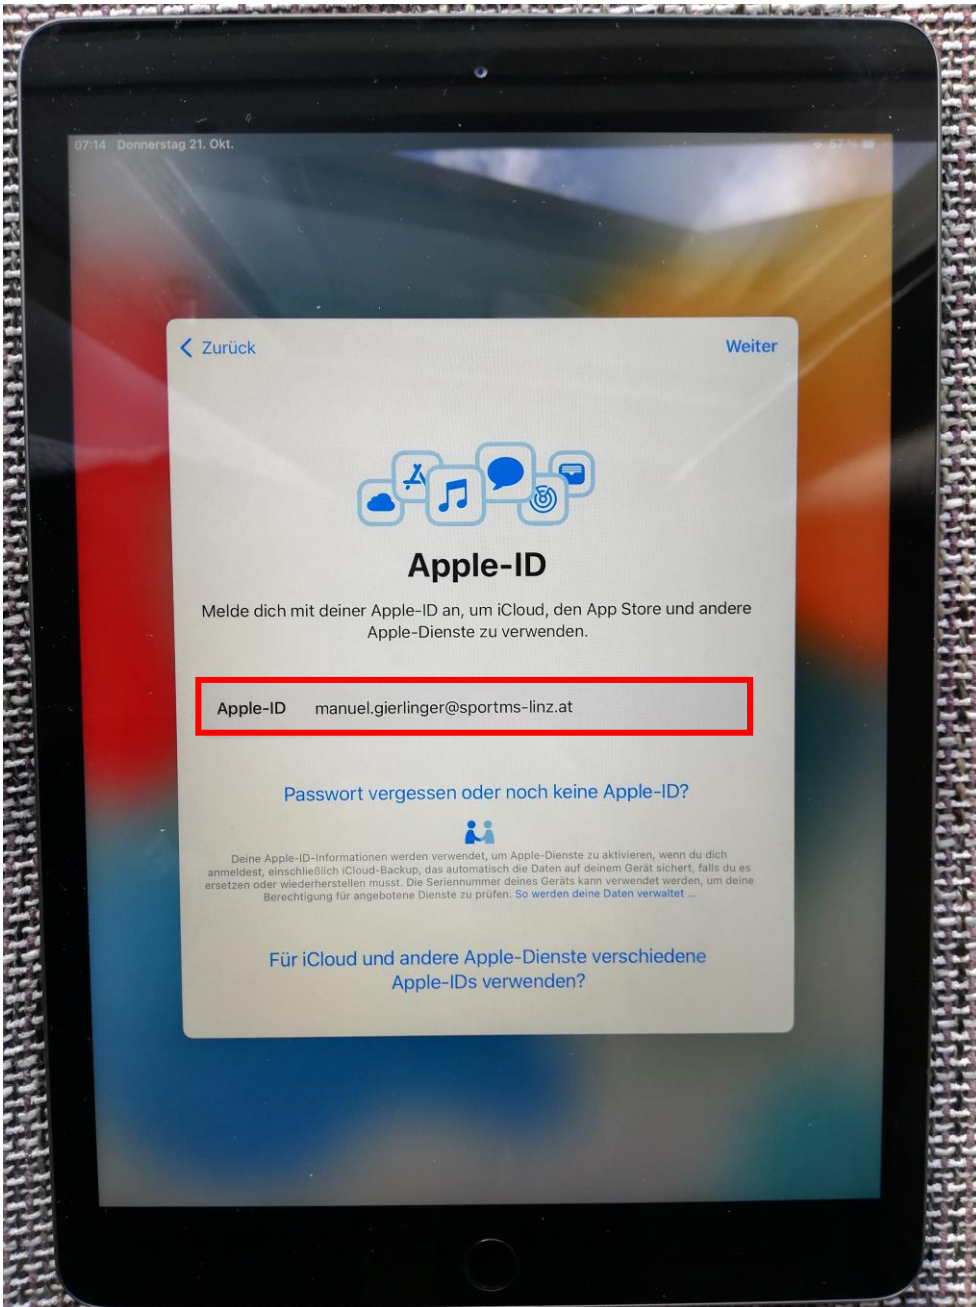 07:14 Donnerstag 21. Okt.
57 %
Zurück
Weiter
Apple-ID
Melde dich mit deiner Apple-ID an, um iCloud, den App Store und andere
Apple-Dienste zu verwenden.
Apple-ID manuel.gierlinger@sportms-linz.at
Passwort vergessen oder noch keine Apple-ID?
Deine Apple-ID-Informationen werden verwendet, um Apple-Dienste zu aktivieren, wenn du dich
anmeldest, einschließlich iCloud-Backup, das automatisch die Daten auf deinem Gerät sichert, falls du es
ersetzen oder wiederherstellen musst. Die Seriennummer deines Geräts kann verwendet werden, um deine
Berechtigung für angebotene Dienste zu prüfen. So werden deine Daten verwaltet ...
Für iCloud und andere Apple-Dienste verschiedene
Apple-IDs verwenden?